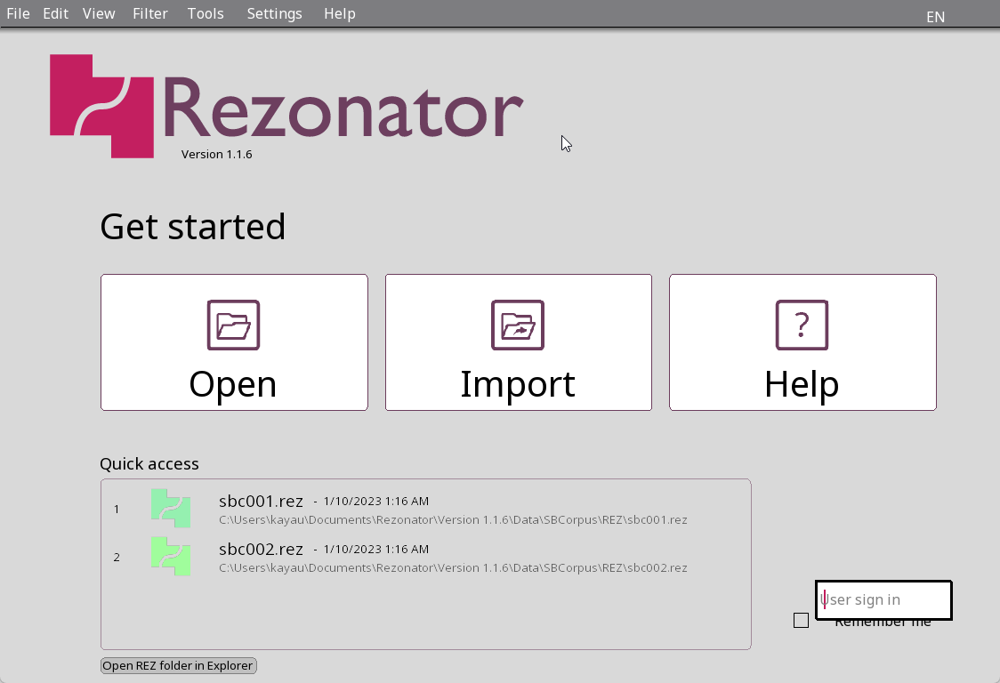 File Edit View Filter Tools Settings Help EN
Rezonator
Version 1.1.6
Get started
Open Import Help
?
Quick access
1 sbc001.rez - 1/10/2023 1:16 AM
C:\Users\kayau\Documents\Rezonator\Version 1.1.6\Data\SBCorpus\REZ\sbc001.rez
2 sbc002.rez - 1/10/2023 1:16 AM
C:\Users\kayau\Documents\Rezonator\Version 1.1.6\Data\SBCorpus\REZ\sbc002.rez
User sign in
Remember me
Open REZ folder in Explorer